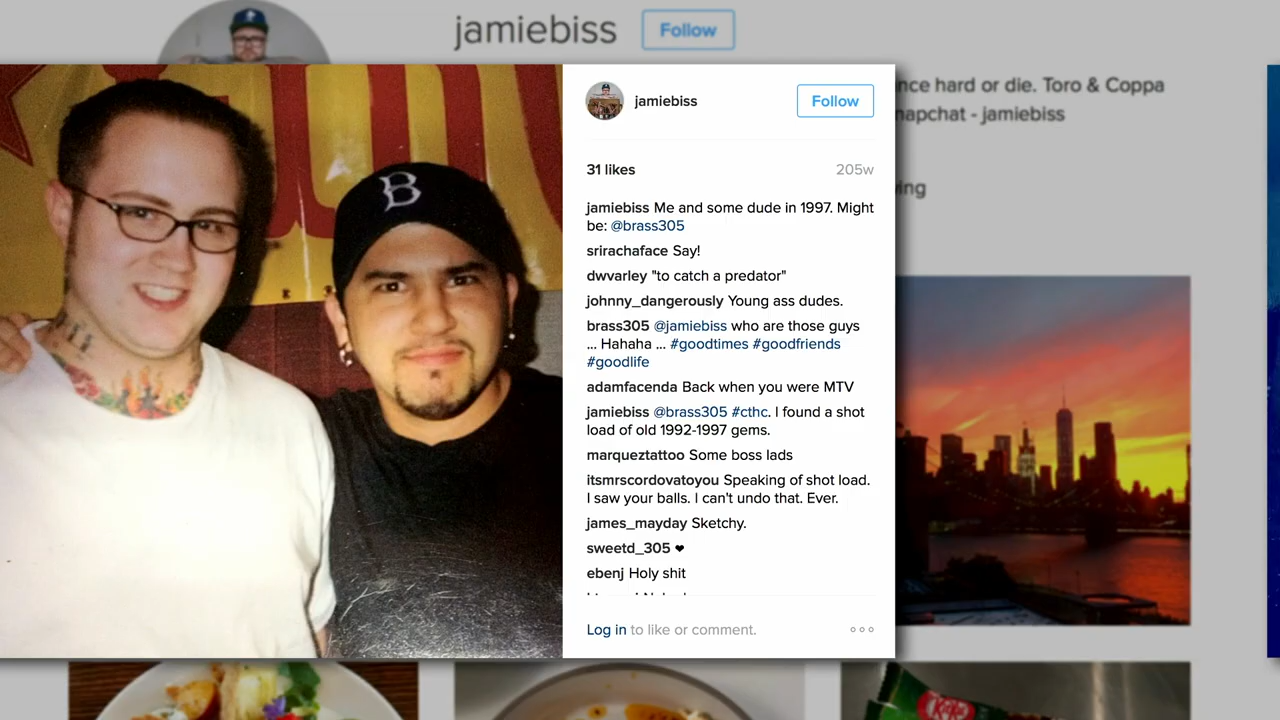 jamiebiss Follow
nce hard or die. Toro & Coppa
napchat - jamiebiss
ing
B
jamiebiss Follow
31 likes 205w
jamiebiss Me and some dude in 1997. Might
be: @brass305
srirachaface Say!
dwvarley "to catch a predator"
johnny_dangerously Young ass dudes.
brass305 @jamiebiss who are those guys
... Hahaha ... #goodtimes #goodfriends
#goodlife
adamfacenda Back when you were MTV
jamiebiss @brass305 #cthc. I found a shot
load of old 1992-1997 gems.
marqueztattoo Some boss lads
itsmrscordovatoyou Speaking of shot load.
I saw your balls. I can't undo that. Ever.
james_mayday Sketchy.
sweetd_305 ❤
ebenj Holy shit
Log in to like or comment.